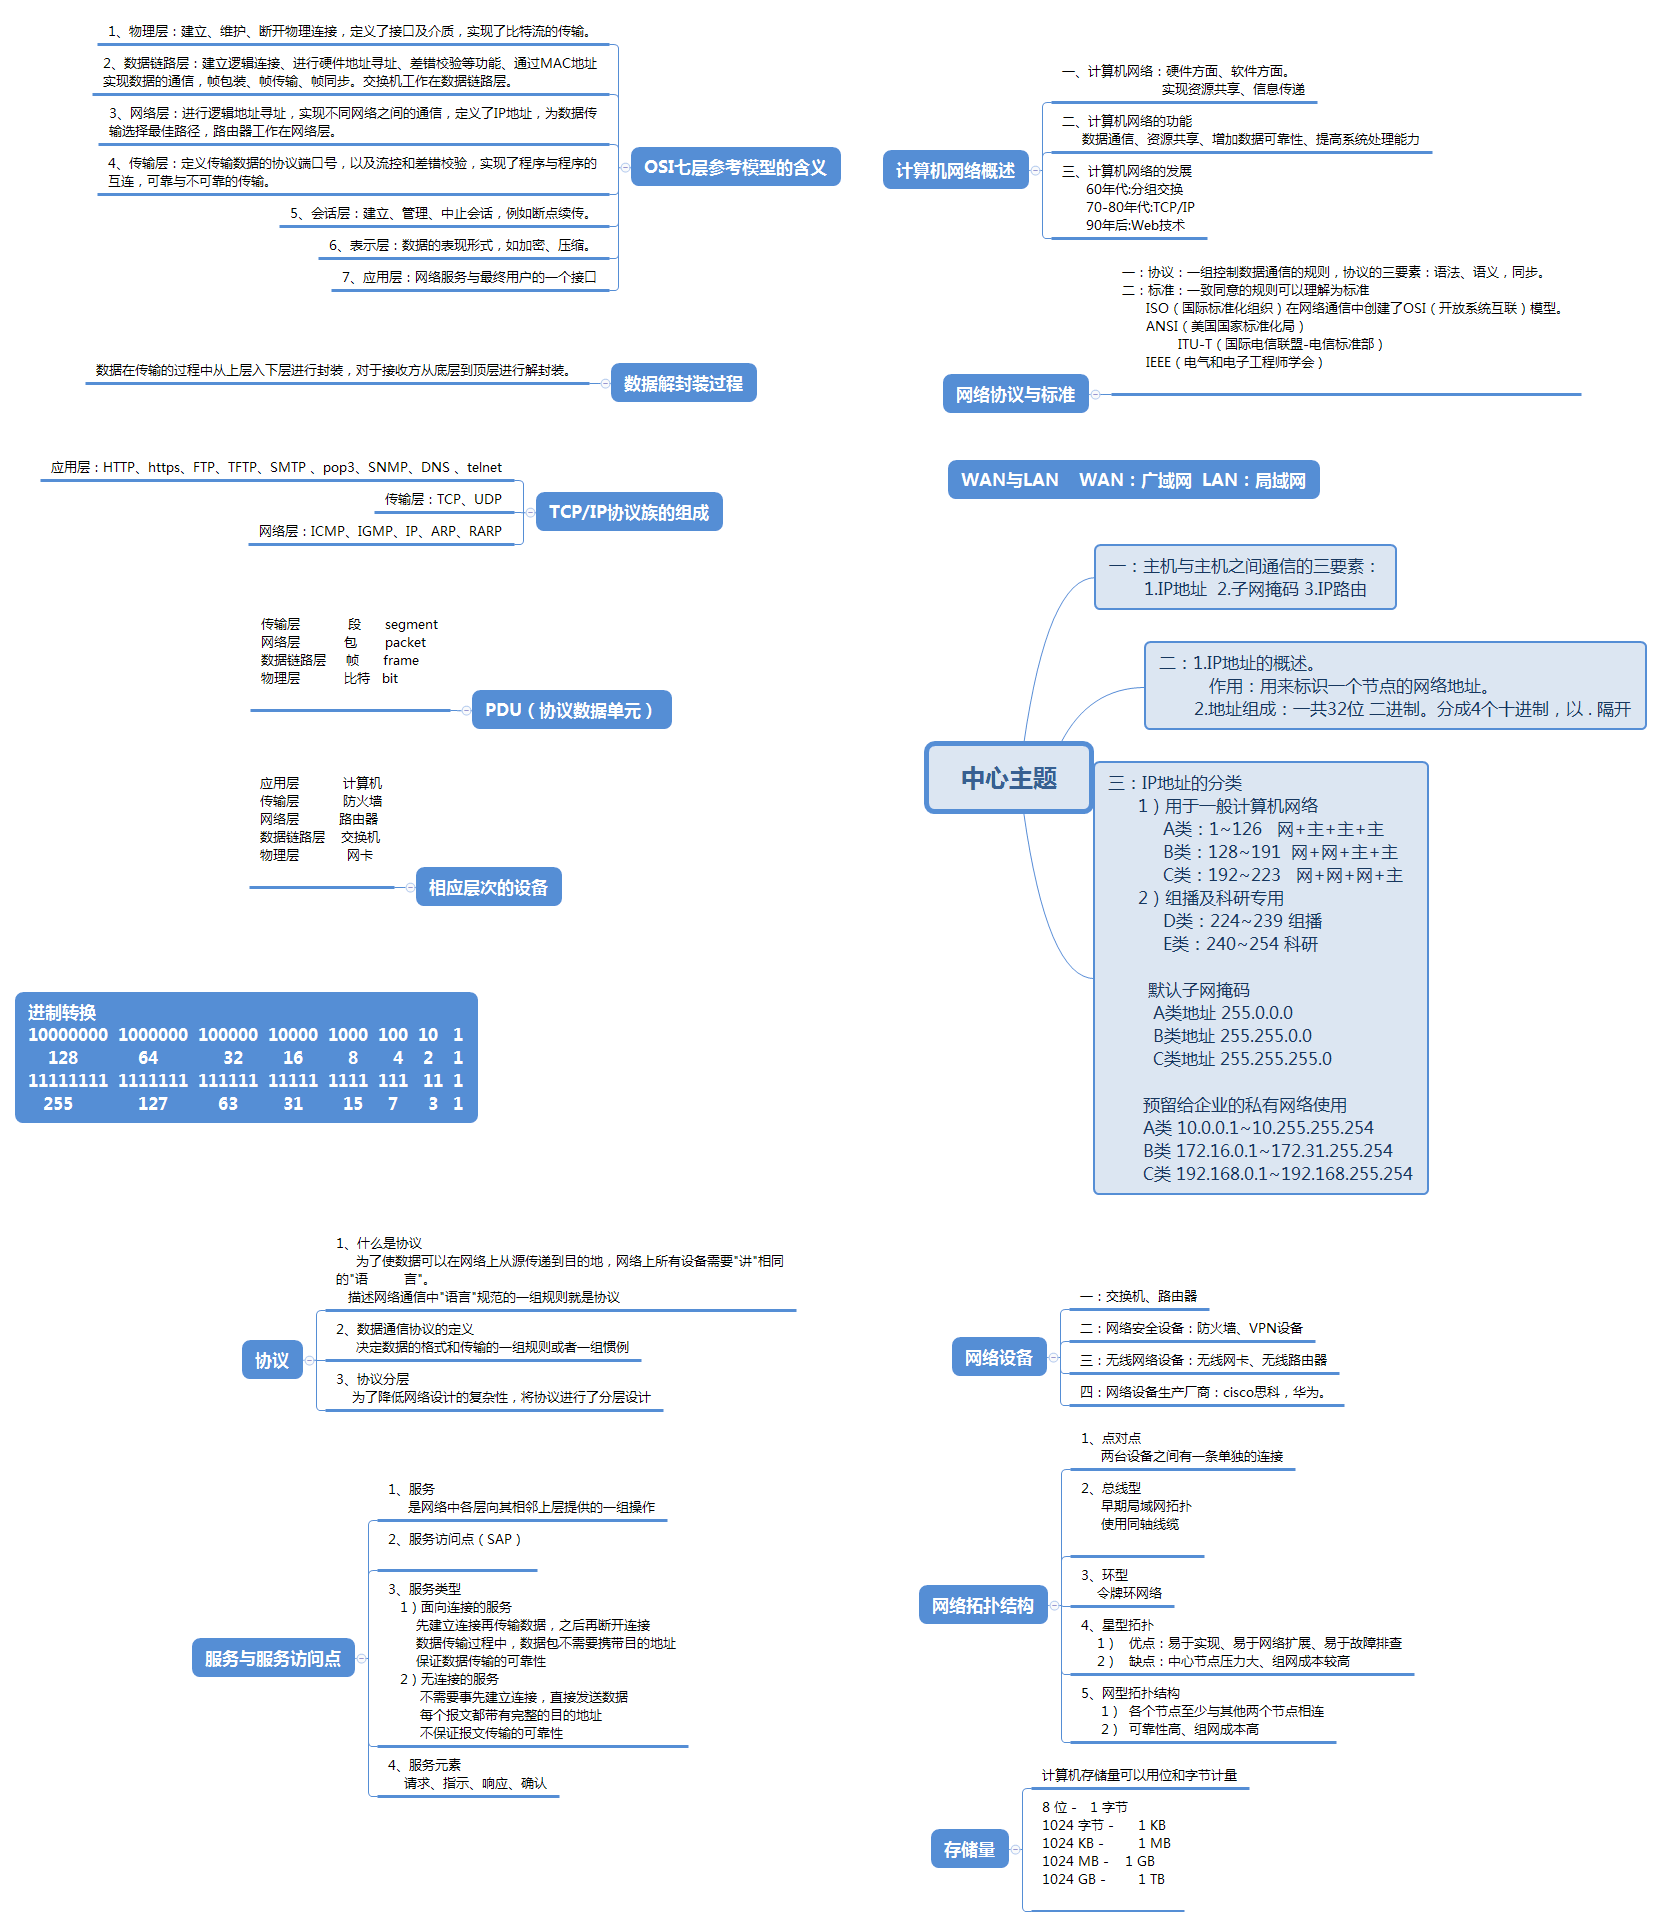 1、物理层：建立、维护、断开物理连接，定义了接口及介质，实现了比特流的传输。
2、数据链路层：建立逻辑连接、进行硬件地址寻址、差错校验等功能、通过MAC地址
实现数据的通信，帧包装、帧传输、帧同步。交换机工作在数据链路层。
3、网络层：进行逻辑地址寻址，实现不同网络之间的通信，定义了IP地址，为数据传
输选择最佳路径，路由器工作在网络层。
4、传输层：定义传输数据的协议端口号，以及流控和差错校验，实现了程序与程序的
互连，可靠与不可靠的传输。
5、会话层：建立、管理、中止会话，例如断点续传。
6、表示层：数据的表现形式，如加密、压缩。
7、应用层：网络服务与最终用户的一个接口
OSI七层参考模型的含义
数据在传输的过程中从上层入下层进行封装，对于接收方从底层到顶层进行解封装。
数据解封装过程
应用层：HTTP、https、FTP、TFTP、SMTP 、pop3、SNMP、DNS 、telnet
传输层：TCP、UDP
网络层：ICMP、IGMP、IP、ARP、RARP
TCP/IP协议族的组成
传输层 段 segment
网络层 包 packet
数据链路层 帧 frame
物理层 比特 bit
PDU（协议数据单元）
应用层 计算机
传输层 防火墙
网络层 路由器
数据链路层 交换机
物理层 网卡
相应层次的设备
进制转换
10000000 1000000 100000 10000 1000 100 10 1
128 64 32 16 8 4 2 1
11111111 1111111 111111 11111 1111 111 11 1
255 127 63 31 15 7 3 1
1、什么是协议
为了使数据可以在网络上从源传递到目的地，网络上所有设备需要"讲"相同
的"语 言"。
描述网络通信中"语言"规范的一组规则就是协议
2、数据通信协议的定义
决定数据的格式和传输的一组规则或者一组惯例
3、协议分层
为了降低网络设计的复杂性，将协议进行了分层设计
协议
1、服务
是网络中各层向其相邻上层提供的一组操作
2、服务访问点（SAP）
3、服务类型
1）面向连接的服务
先建立连接再传输数据，之后再断开连接
数据传输过程中，数据包不需要携带目的地址
保证数据传输的可靠性
2）无连接的服务
不需要事先建立连接，直接发送数据
每个报文都带有完整的目的地址
不保证报文传输的可靠性
4、服务元素
请求、指示、响应、确认
服务与服务访问点
计算机网络概述
一、计算机网络：硬件方面、软件方面。
实现资源共享、信息传递
二、计算机网络的功能
数据通信、资源共享、增加数据可靠性、提高系统处理能力
三、计算机网络的发展
60年代:分组交换
70-80年代:TCP/IP
90年后:Web技术
一：协议：一组控制数据通信的规则，协议的三要素：语法、语义，同步。
二：标准：一致同意的规则可以理解为标准
ISO（国际标准化组织）在网络通信中创建了OSI（开放系统互联）模型。
ANSI（美国国家标准化局）
ITU-T（国际电信联盟-电信标准部）
IEEE（电气和电子工程师学会）
网络协议与标准
WAN与LAN WAN：广域网 LAN：局域网
中心主题
一：主机与主机之间通信的三要素：
1.IP地址 2.子网掩码 3.IP路由
二：1.IP地址的概述。
作用：用来标识一个节点的网络地址。
2.地址组成：一共32位 二进制。分成4个十进制，以 . 隔开
三：IP地址的分类
1）用于一般计算机网络
A类：1~126 网+主+主+主
B类：128~191 网+网+主+主
C类：192~223 网+网+网+主
2）组播及科研专用
D类：224~239 组播
E类：240~254 科研
默认子网掩码
A类地址 255.0.0.0
B类地址 255.255.0.0
C类地址 255.255.255.0
预留给企业的私有网络使用
A类 10.0.0.1~10.255.255.254
B类 172.16.0.1~172.31.255.254
C类 192.168.0.1~192.168.255.254
网络设备
一：交换机、路由器
二：网络安全设备：防火墙、VPN设备
三：无线网络设备：无线网卡、无线路由器
四：网络设备生产厂商：cisco思科，华为。
网络拓扑结构
1、点对点
两台设备之间有一条单独的连接
2、总线型
早期局域网拓扑
使用同轴线缆
3、环型
令牌环网络
4、星型拓扑
1） 优点：易于实现、易于网络扩展、易于故障排查
2） 缺点：中心节点压力大、组网成本较高
5、网型拓扑结构
1） 各个节点至少与其他两个节点相连
2） 可靠性高、组网成本高
存储量
计算机存储量可以用位和字节计量
8 位 - 1 字节
1024 字节 - 1 KB
1024 KB - 1 MB
1024 MB - 1 GB
1024 GB - 1 TB